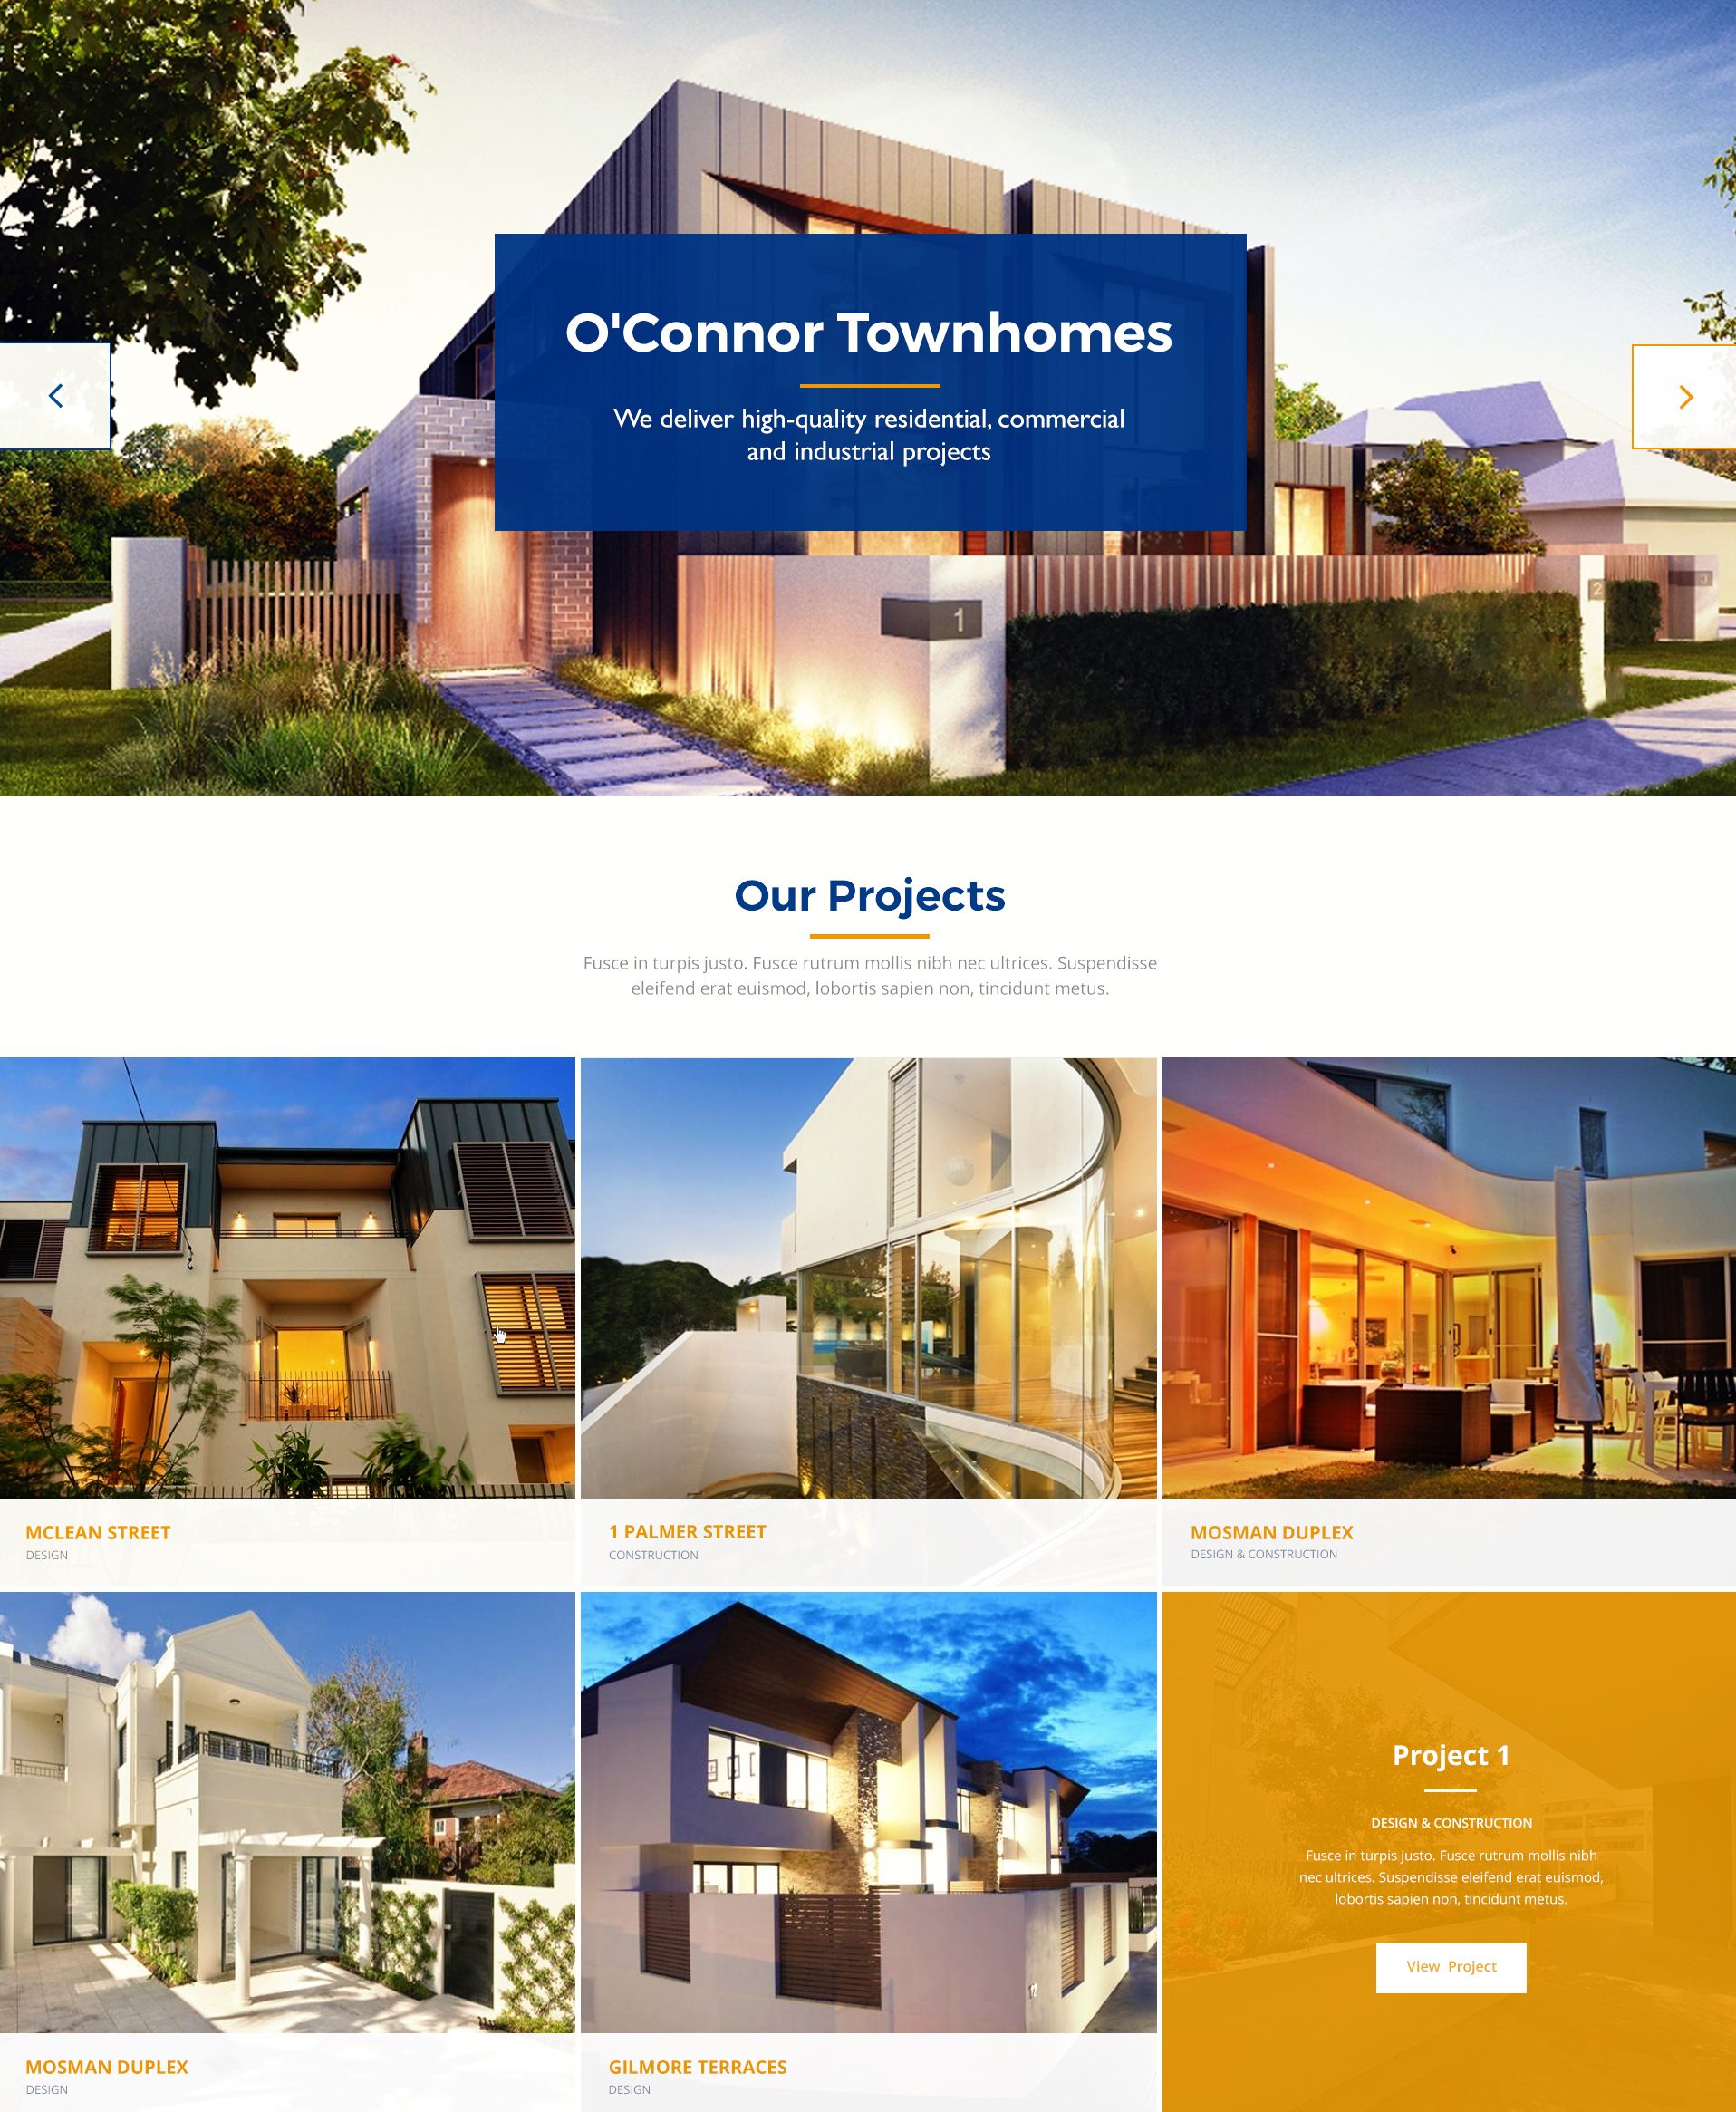 O'Connor Townhomes
We deliver high-quality residential, commercial
and industrial projects
1
2
3
Our Projects
Fusce in turpis justo. Fusce rutrum mollis nibh nec ultrices. Suspendisse
eleifend erat euismod, lobortis sapien non, tincidunt metus.
MCLEAN STREET
DESIGN
1 PALMER STREET
CONSTRUCTION
MOSMAN DUPLEX
DESIGN & CONSTRUCTION
MOSMAN DUPLEX
DESIGN
GILMORE TERRACES
DESIGN
Project 1
DESIGN & CONSTRUCTION
Fusce in turpis justo. Fusce rutrum mollis nibh
nec ultrices. Suspendisse eleifend erat euismod,
lobortis sapien non, tincidunt metus.
View Project